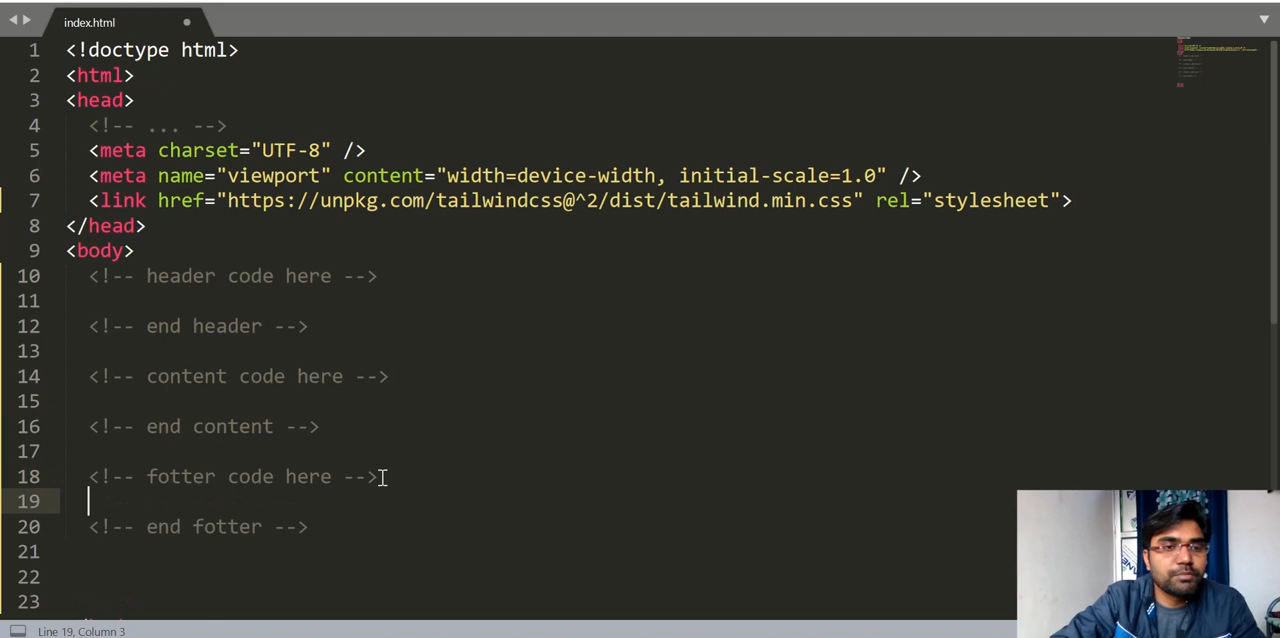 index.html
1 <!doctype html>
2 <html>
3 <head>
4 <!-- ... -->
5 <meta charset="UTF-8" />
6 <meta name="viewport" content="width=device-width, initial-scale=1.0" />
7 <link href="https://unpkg.com/tailwindcss@^2/dist/tailwind.min.css" rel="stylesheet">
8 </head>
9 <body>
10 <!-- header code here -->
11
12 <!-- end header -->
13
14 <!-- content code here -->
15
16 <!-- end content -->
17
18 <!-- fotter code here -->
19
20 <!-- end fotter -->
21
22
23
Line 19, Column 3